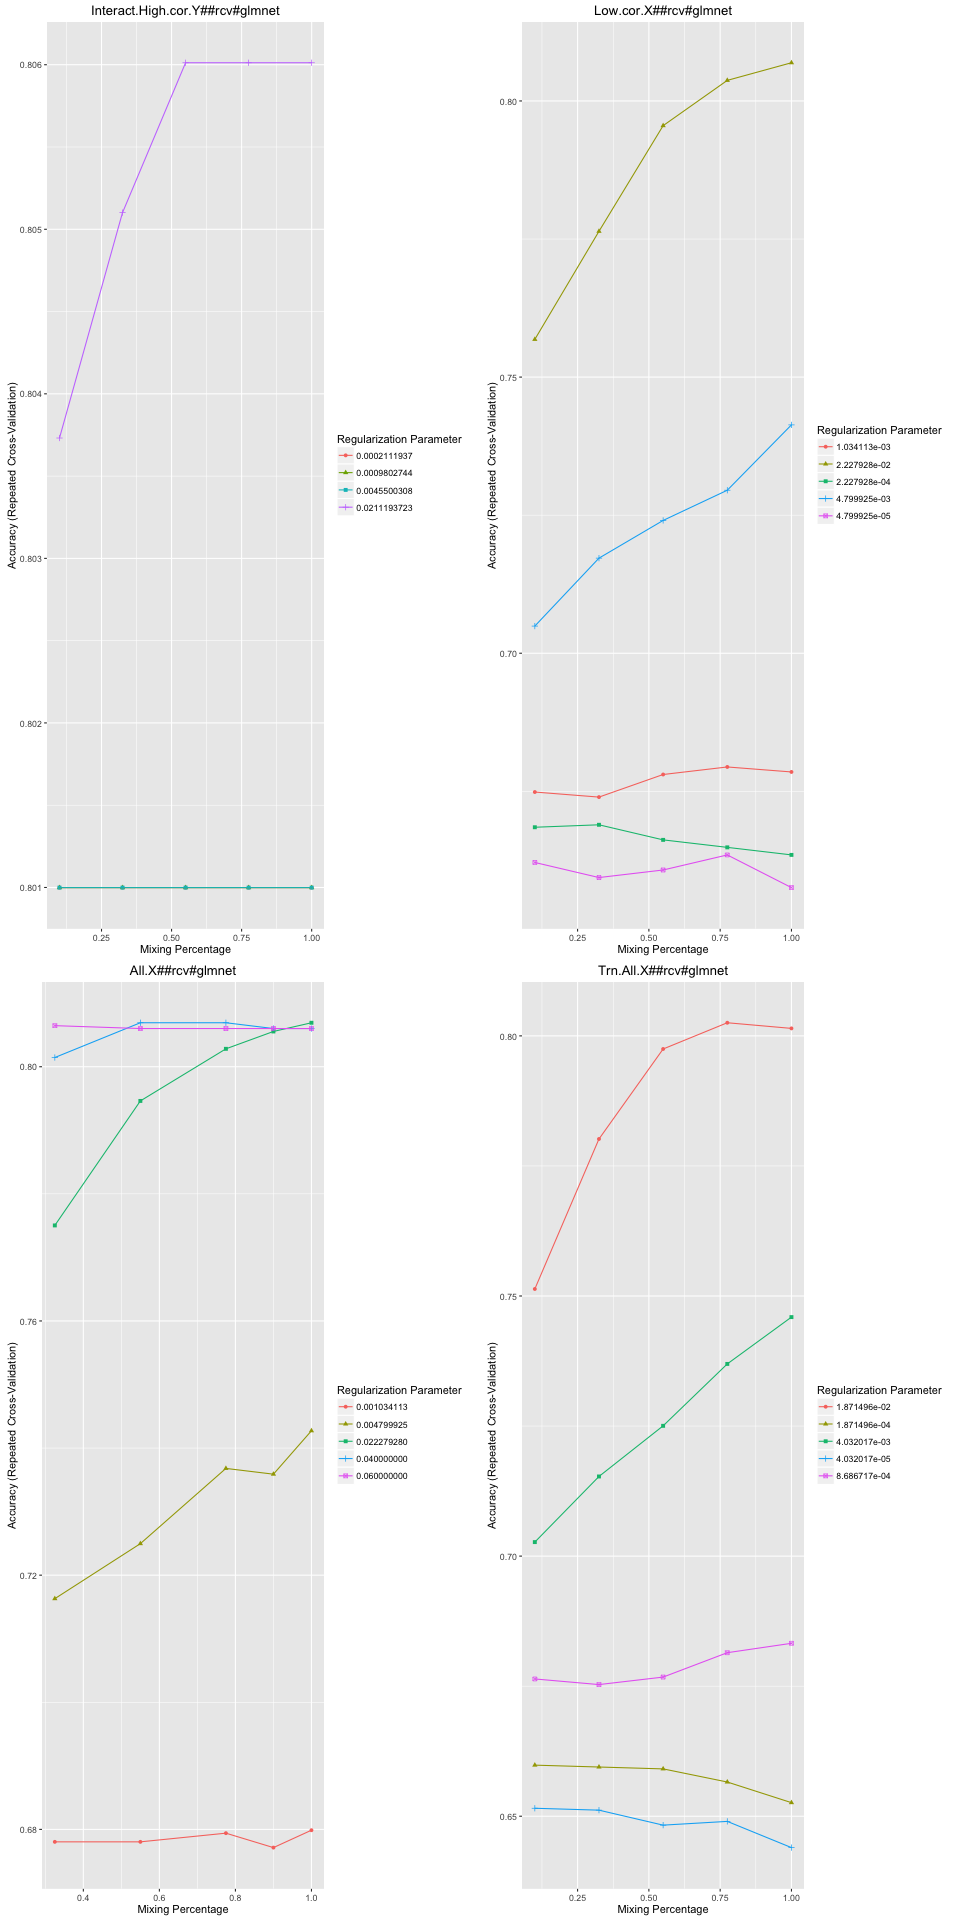 Interact.High.cor.Y##rcv#glmnet
0.806
0.805
0.804
0.803
0.802
0.801
Accuracy (Repeated Cross-Validation)
0.25 0.50 0.75 1.00
Mixing Percentage
Regularization Parameter
0.0002111937
0.0009802744
0.0045500308
0.0211193723
Low.cor.X##rcv#glmnet
0.80
0.75
0.70
Accuracy (Repeated Cross-Validation)
0.25 0.50 0.75 1.00
Mixing Percentage
Regularization Parameter
1.034113e-03
2.227928e-02
2.227928e-04
4.799925e-03
4.799925e-05
All.X##rcv#glmnet
0.80
0.76
0.72
0.68
Accuracy (Repeated Cross-Validation)
0.4 0.6 0.8 1.0
Mixing Percentage
Regularization Parameter
0.001034113
0.004799925
0.022279280
0.040000000
0.060000000
Trn.All.X##rcv#glmnet
0.80
0.75
0.70
0.65
Accuracy (Repeated Cross-Validation)
0.25 0.50 0.75 1.00
Mixing Percentage
Regularization Parameter
1.871496e-02
1.871496e-04
4.032017e-03
4.032017e-05
8.686717e-04